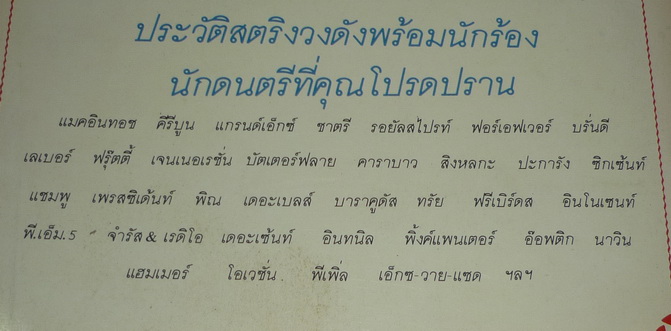 ประวัติสตริงวงดังพร้อมนักร้อง
นักดนตรีที่คุณโปรดปราน
แมคอินทอช คีรีบูน แกรนด์เอ็กซ์ ชาตรี รอยัลสไปรท์ ฟอร์เอฟเวอร์ บรั่นดี
เลเบอร์ ฟรุ๊ตตี้ เจนเนอเรชั่น บัตเตอร์ฟลาย คาราบาว สิงหลกะ ปะการัง ซิกเซ้นท์
แชมพู เพรสซิเด้นท์ พิณ เดอะเบลส์ บาราคูดัส ทรัย ฟรีเบิร์ดส อินโนเซนท์
พี.เอ็ม.5 จำรัส & เรดิโอ เดอะเซ้นท์ อินทนิล พิ้งค์แพนเตอร์ อ๊อพติก นาวิน
แฮมเมอร์ โอเวชั่น พีเพิ่ล เอ็กซ-วาย-แซด ฯลฯ